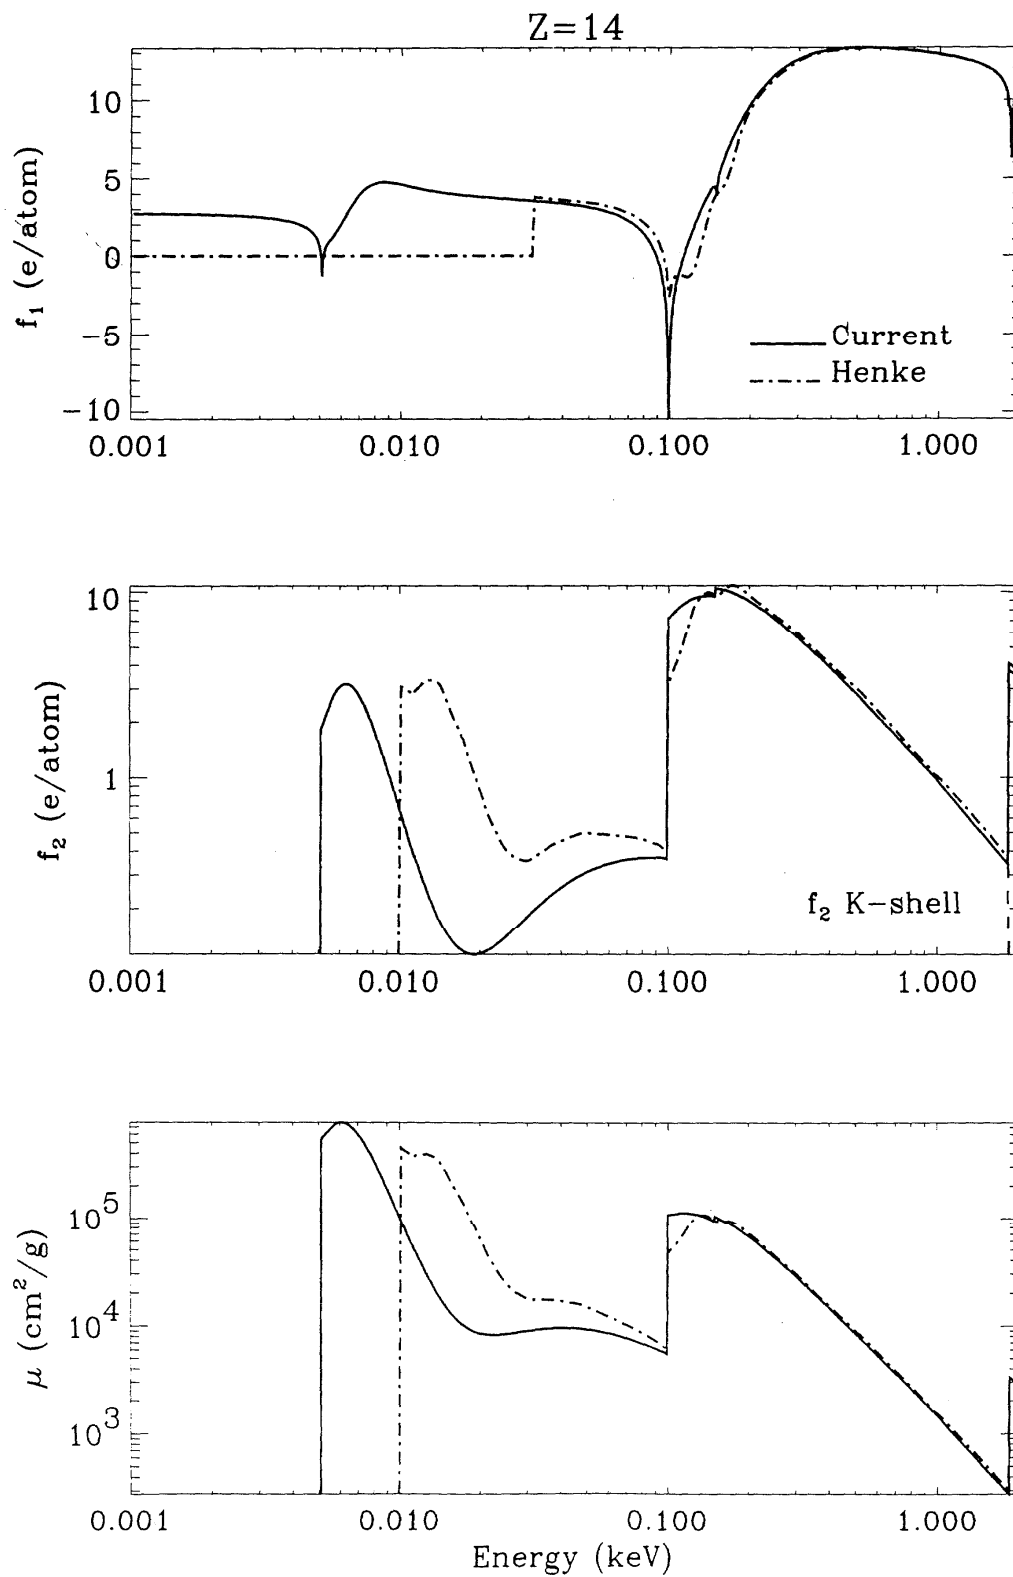 Z=14
10
5
0
−5
−10
f₁ (e/atom)
Current
Henke
0.001 0.010 0.100 1.000
10
1
f₂ (e/atom)
f₂ K−shell
0.001 0.010 0.100 1.000
10⁵
10⁴
10³
μ (cm²/g)
0.001 0.010 0.100 1.000
Energy (keV)